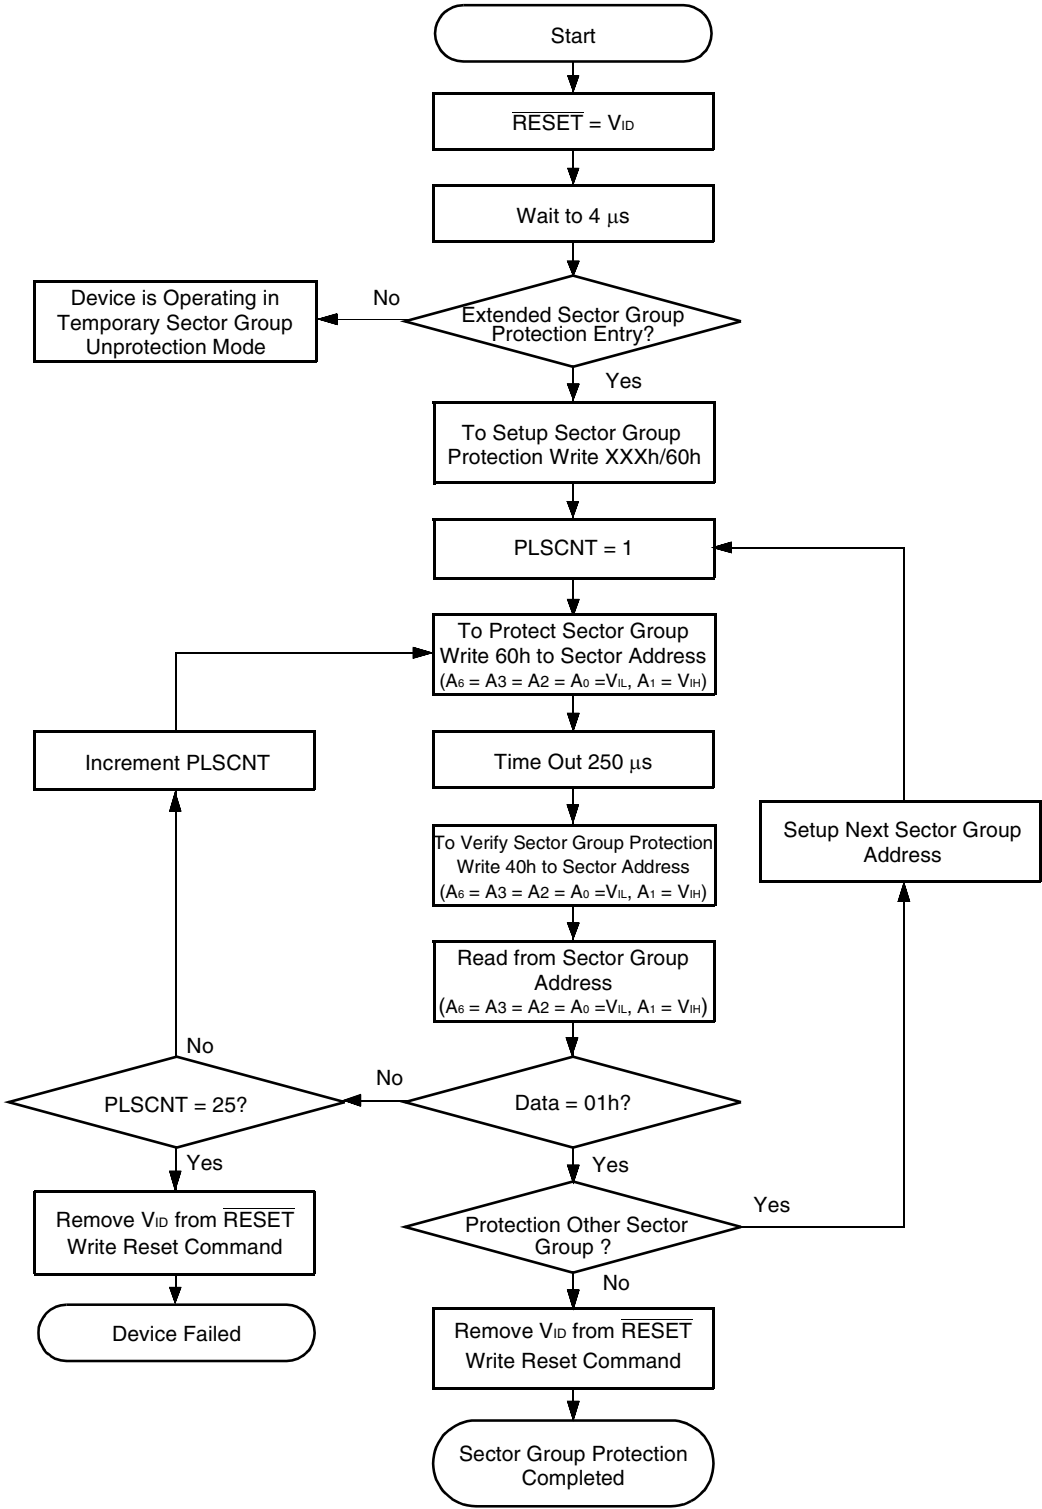 Start
RESET = VID
Wait to 4 μs
Device is Operating in
Temporary Sector Group
Unprotection Mode
No
Extended Sector Group
Protection Entry?
Yes
To Setup Sector Group
Protection Write XXXh/60h
PLSCNT = 1
To Protect Sector Group
Write 60h to Sector Address
(A6 = A3 = A2 = A0 =VIL, A1 = VIH)
Increment PLSCNT
Time Out 250 μs
Setup Next Sector Group
Address
To Verify Sector Group Protection
Write 40h to Sector Address
(A6 = A3 = A2 = A0 =VIL, A1 = VIH)
Read from Sector Group
Address
(A6 = A3 = A2 = A0 =VIL, A1 = VIH)
No
PLSCNT = 25?
No
Data = 01h?
Yes
Yes
Remove VID from RESET
Write Reset Command
Protection Other Sector
Group ?
Yes
No
Device Failed
Remove VID from RESET
Write Reset Command
Sector Group Protection
Completed